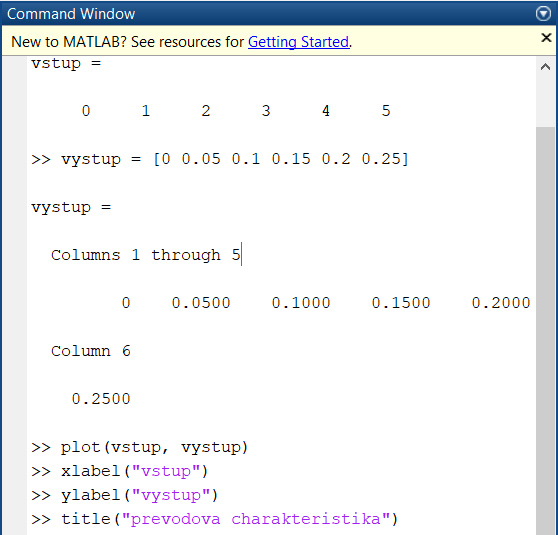 Command Window
New to MATLAB? See resources for Getting Started.
vstup =
0 1 2 3 4 5
>> vystup = [0 0.05 0.1 0.15 0.2 0.25]
vystup =
Columns 1 through 5
0 0.0500 0.1000 0.1500 0.2000
Column 6
0.2500
>> plot(vstup, vystup)
>> xlabel("vstup")
>> ylabel("vystup")
>> title("prevodova charakteristika")